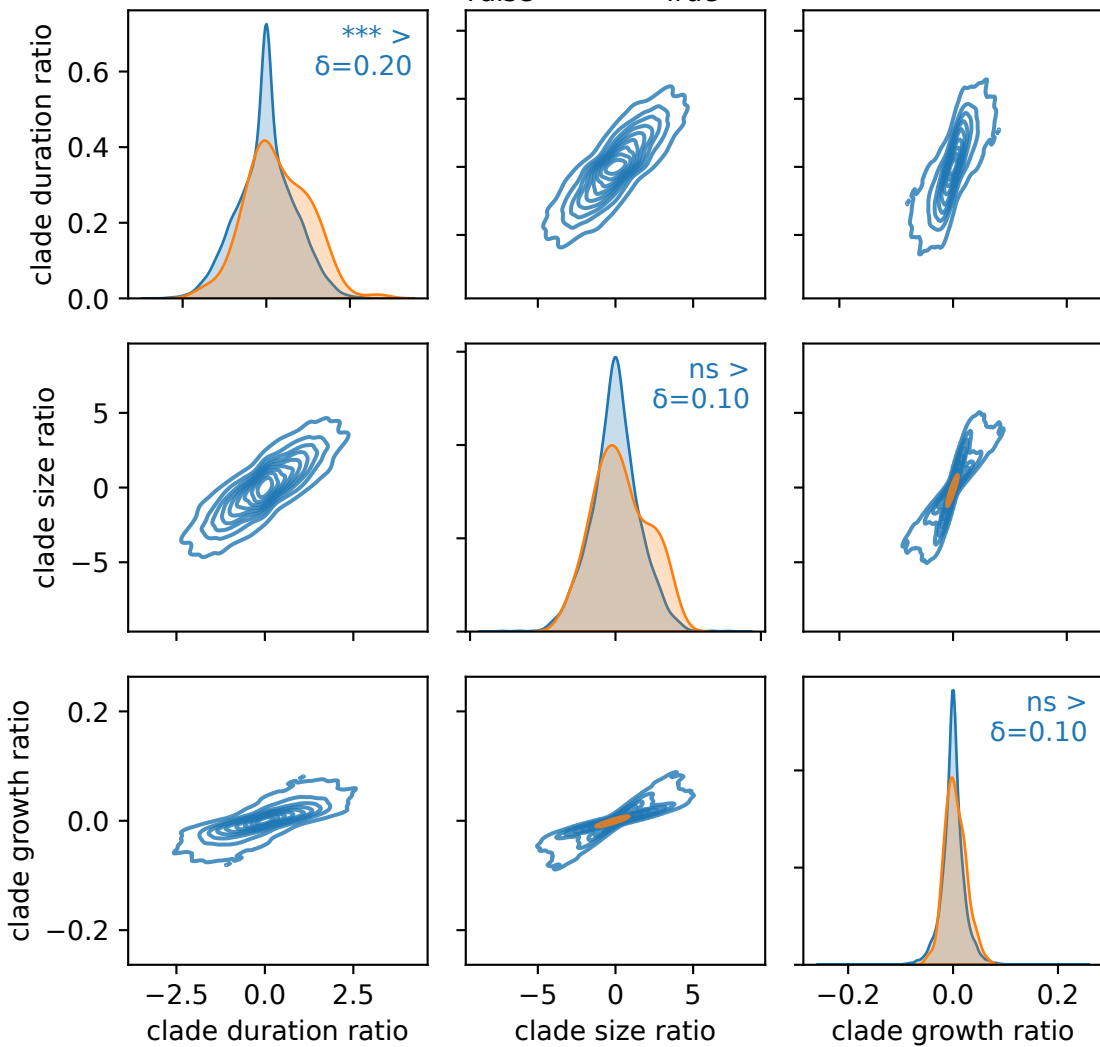 clade duration ratio
0.6
0.4
0.2
0.0
*** >
δ=0.20
clade size ratio
5
0
−5
ns >
δ=0.10
clade growth ratio
0.2
0.0
−0.2
ns >
δ=0.10
−2.5 0.0 2.5
−5 0 5
−0.2 0.0 0.2
clade duration ratio
clade size ratio
clade growth ratio